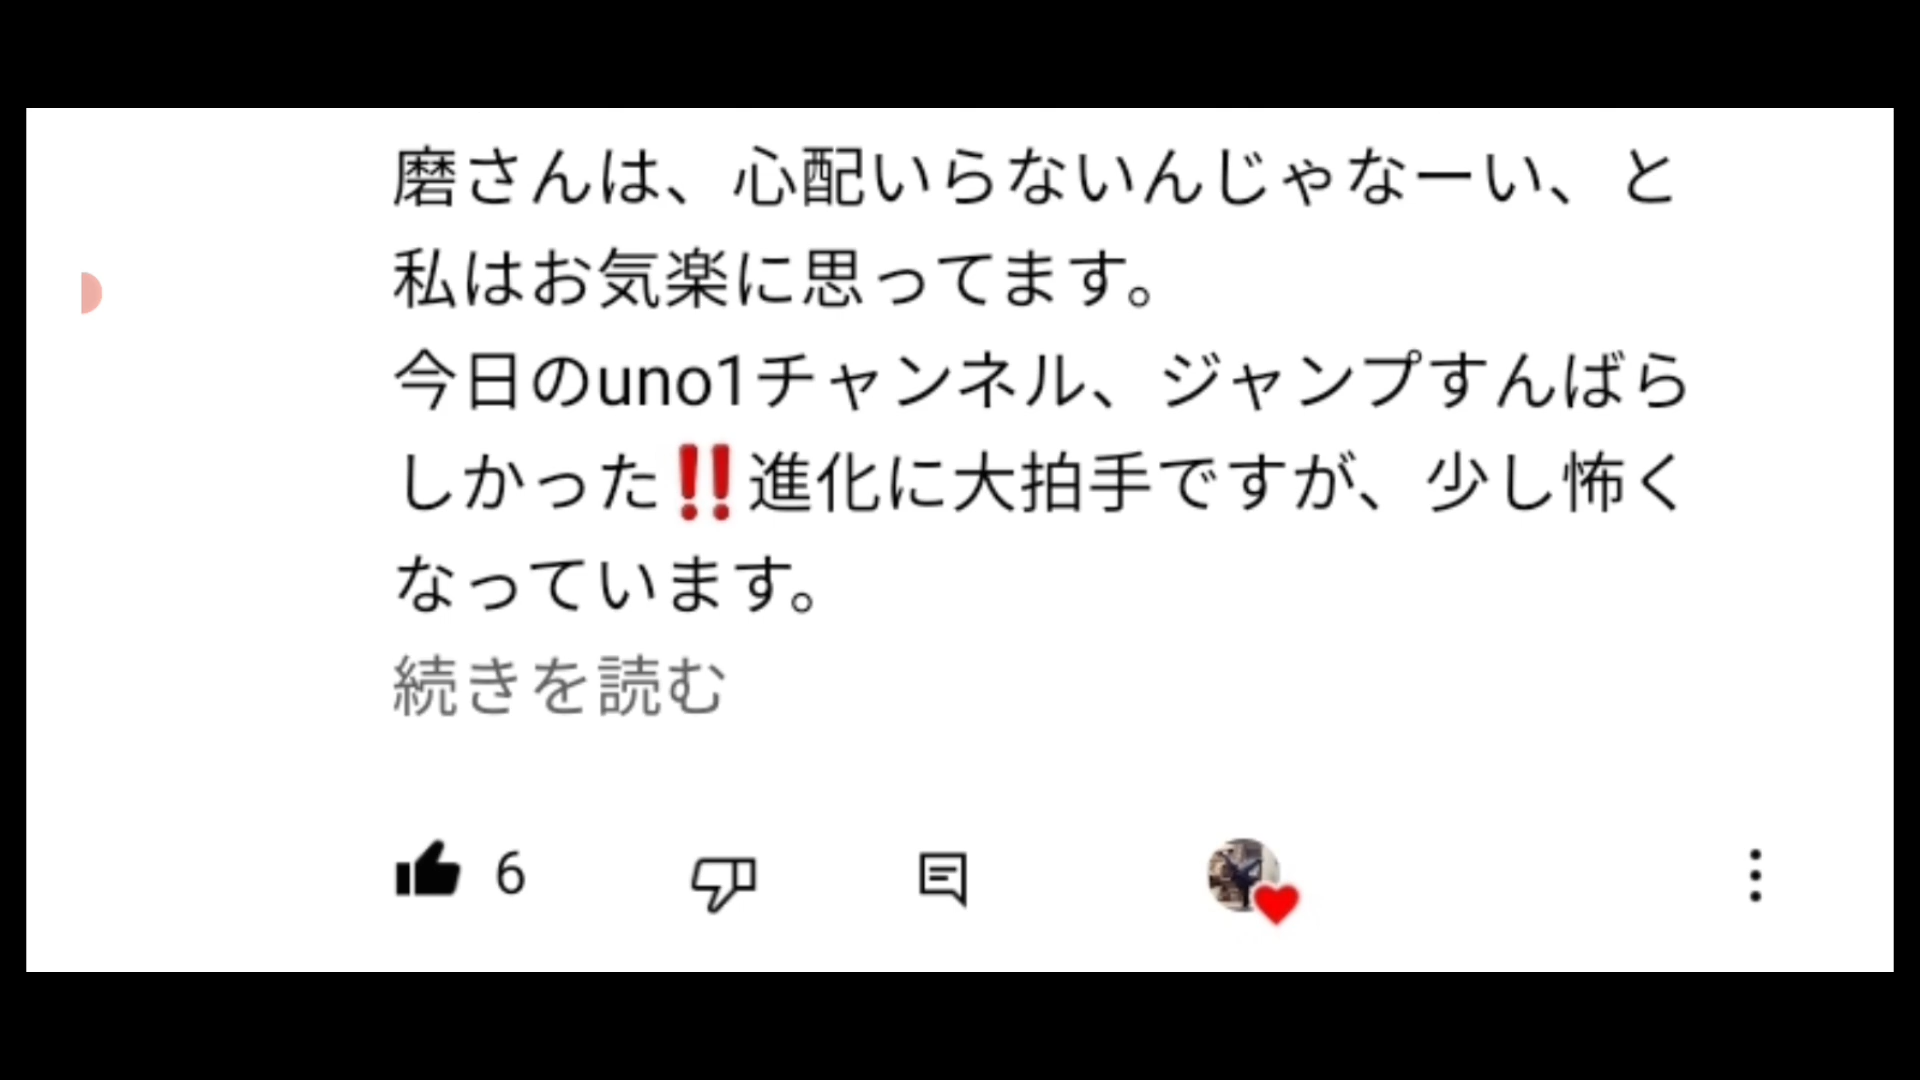 磨さんは、心配いらないんじゃなーい、と
私はお気楽に思ってます。
今日のuno1チャンネル、ジャンプすんばら
しかった‼️進化に大拍手ですが、少し怖く
なっています。
続きを読む
6